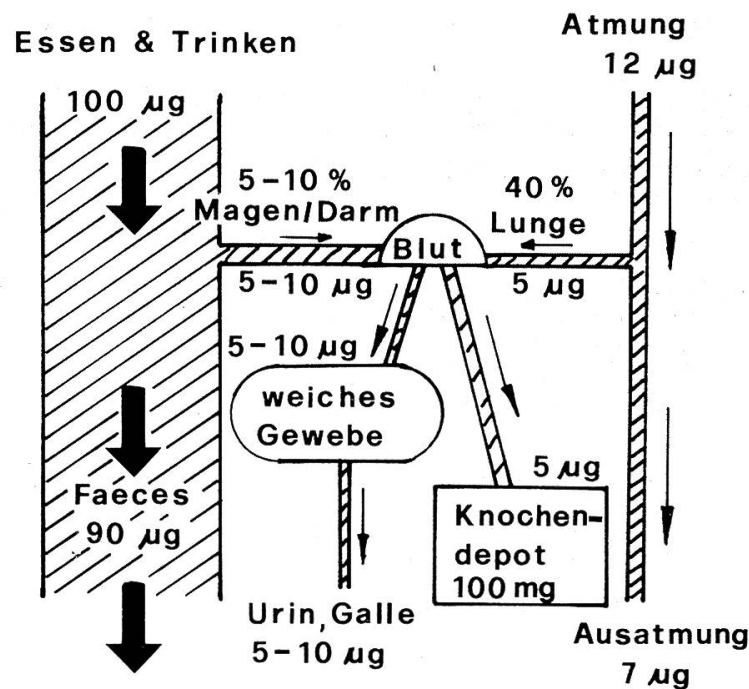 Essen & Trinken
100 µg
Atmung
12 µg
5-10 %
Magen/Darm
40%
Lunge
Blut
5-10 µg
5 µg
5-10 µg
weiches
Gewebe
5 µg
Knochen-
depot
100 mg
Faeces
90 µg
Urin, Galle
5-10 µg
Ausatmung
7 µg